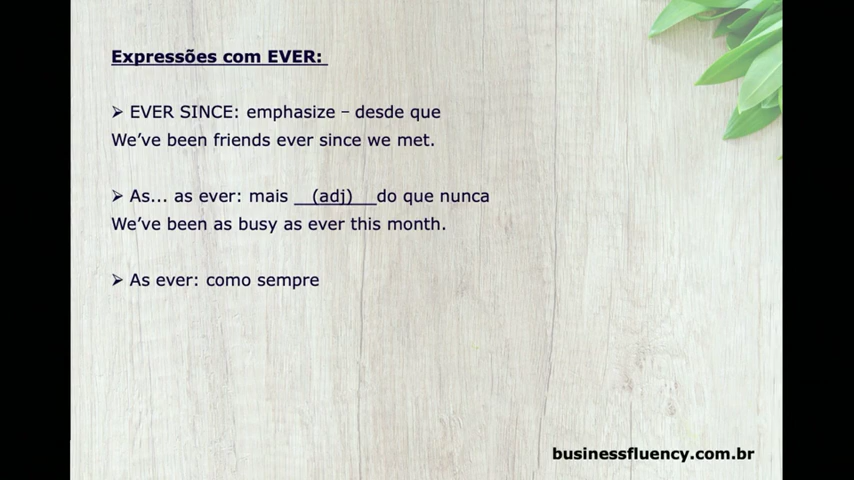 Expressões com EVER:
➢ EVER SINCE: emphasize – desde que
We’ve been friends ever since we met.
➢ As... as ever: mais __(adj)__do que nunca
We’ve been as busy as ever this month.
➢ As ever: como sempre
businessfluency.com.br